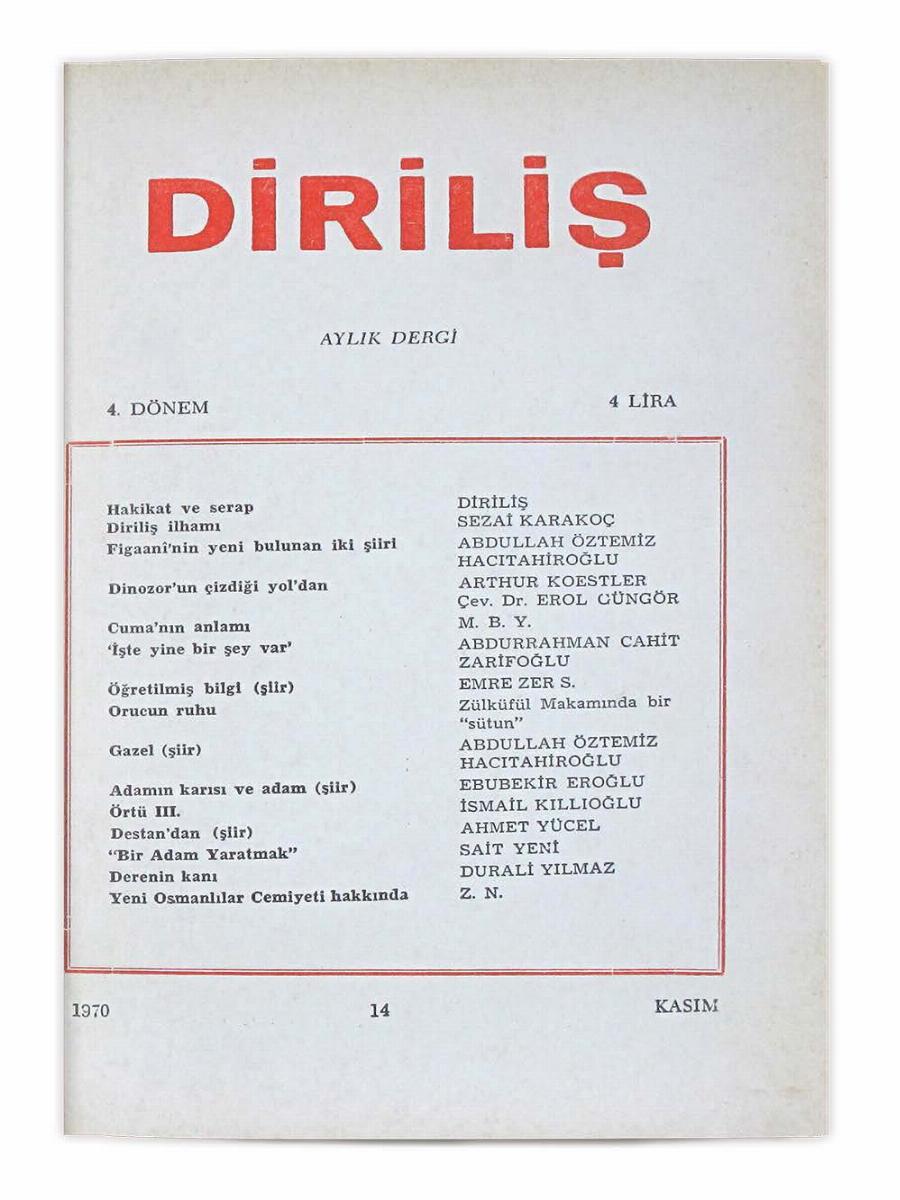 DİRİLİŞ
AYLIK DERGİ
4. DÖNEM 4 LİRA
Hakikat ve serap DİRİLİŞ
Diriliş ilhamı SEZAİ KARAKOÇ
Figaanî'nin yeni bulunan iki şiiri ABDULLAH ÖZTEMİZ
HACITAHİROĞLU
Dinozor'un çizdiği yol'dan ARTHUR KOESTLER
Çev. Dr. EROL GÜNGÖR
Cuma'nın anlamı M. B. Y.
'İşte yine bir şey var' ABDURRAHMAN CAHİT
ZARİFOĞLU
Öğretilmiş bilgi (şiir) EMRE ZER S.
Orucun ruhu Zülküfül Makamında bir
"sütun"
Gazel (şiir) ABDULLAH ÖZTEMİZ
HACITAHİROĞLU
Adamın karısı ve adam (şiir) EBUBEKİR EROĞLU
Örtü III. İSMAİL KILLIOĞLU
Destan'dan (şiir) AHMET YÜCEL
"Bir Adam Yaratmak" SAİT YENİ
Derenin kanı DURALİ YILMAZ
Yeni Osmanlılar Cemiyeti hakkında Z. N.
1970 14 KASIM